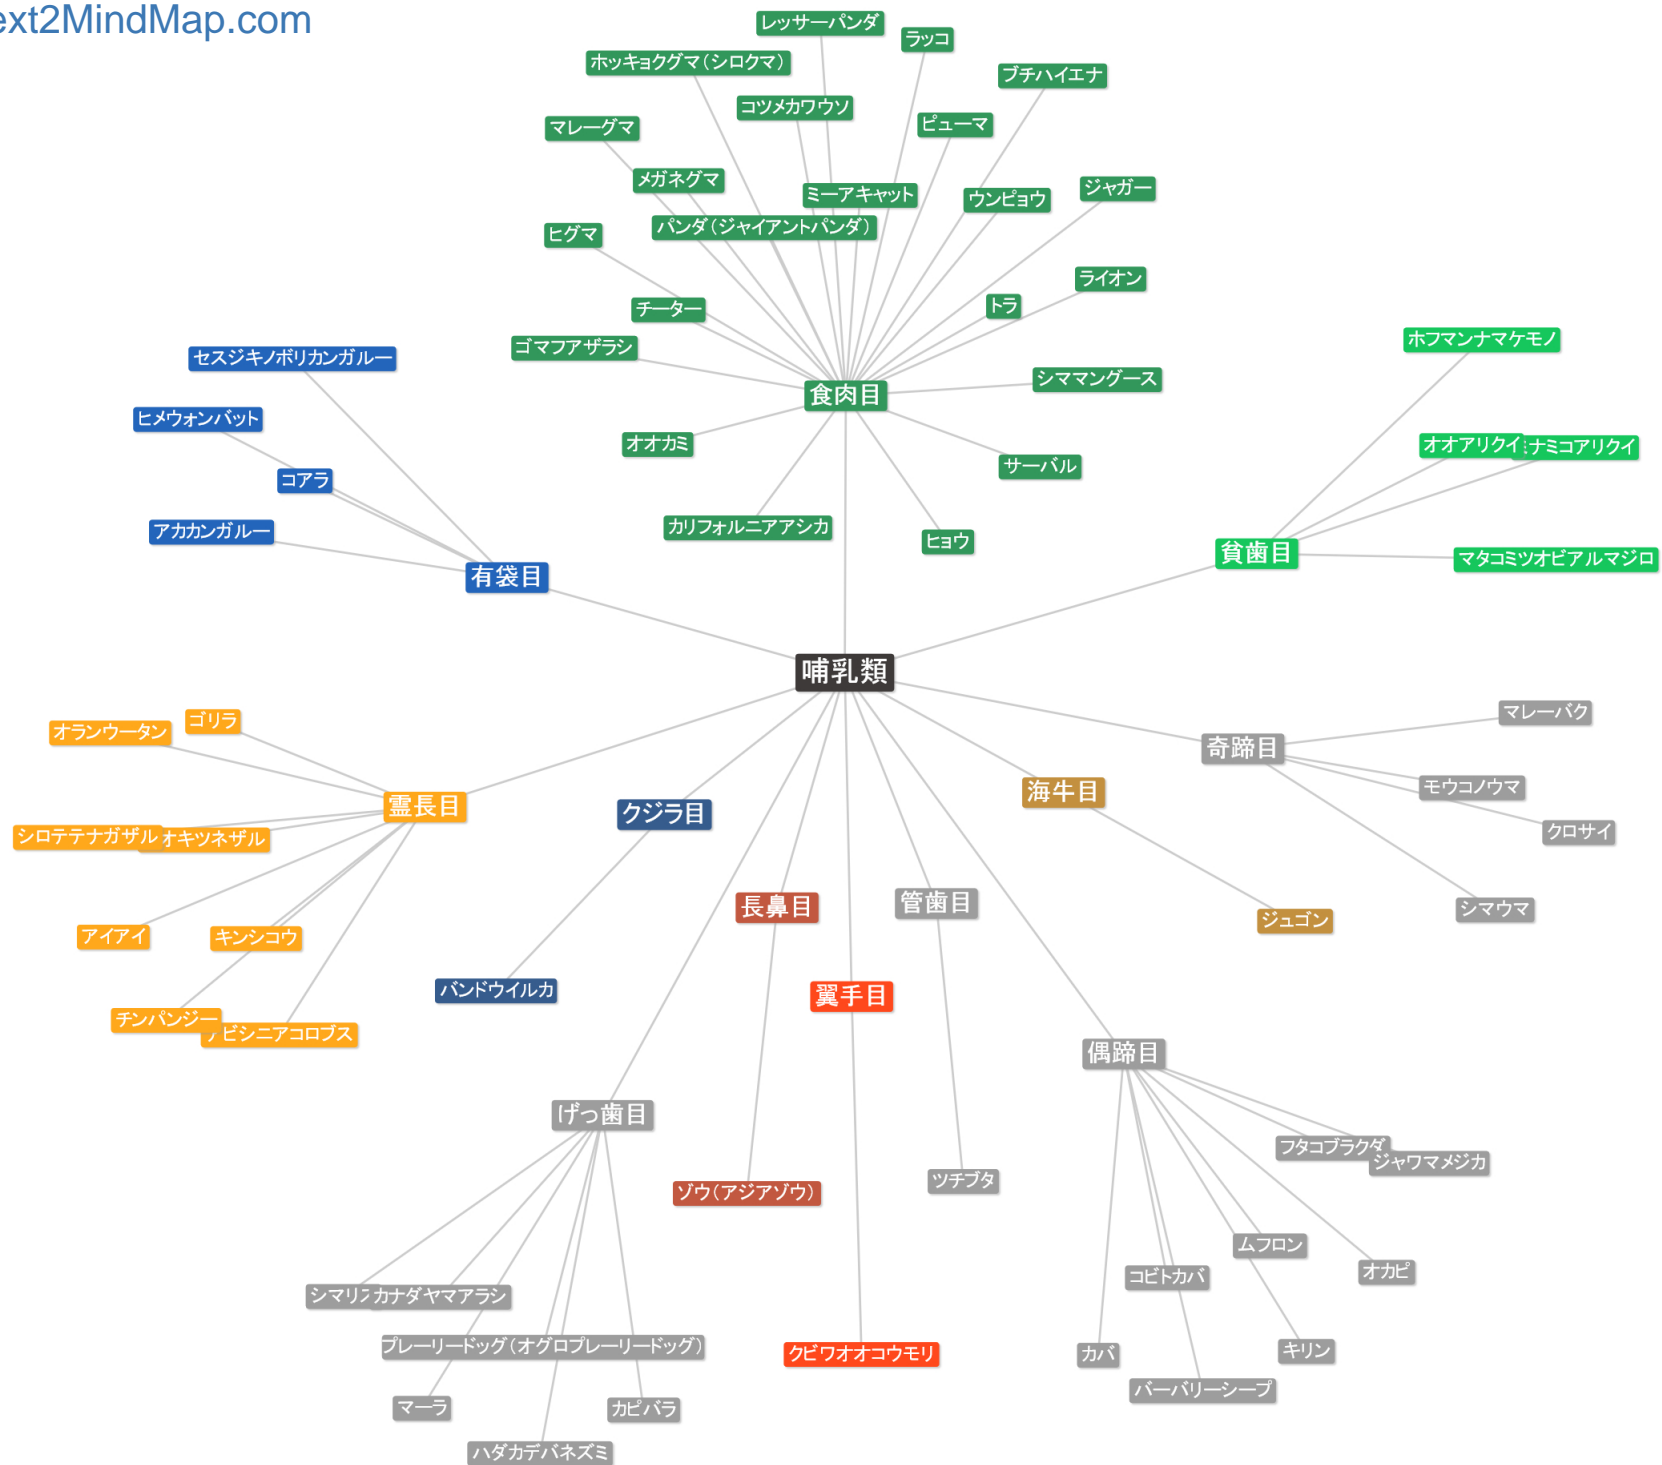 ext2MindMap.com
レッサーパンダ
ラッコ
ホッキョクグマ(シロクマ)
ブチハイエナ
コツメカワウソ
ピューマ
マレーグマ
メガネグマ
ミーアキャット
ウンピョウ
ジャガー
パンダ(ジャイアントパンダ)
ヒグマ
ライオン
チーター
トラ
ゴマフアザラシ
シママングース
食肉目
オオカミ
サーバル
カリフォルニアアシカ
ヒョウ
セスジキノボリカンガルー
ヒメウォンバット
コアラ
アカカンガルー
有袋目
ホフマンナマケモノ
オオアリクイ
ナミコアリクイ
貧歯目
マタコミツオビアルマジロ
哺乳類
ゴリラ
オランウータン
霊長目
シロテテナガザル
オキツネザル
アイアイ
キンシコウ
チンパンジー
アビシニアコロブス
クジラ目
バンドウイルカ
長鼻目
ゾウ(アジアゾウ)
翼手目
クビワオオコウモリ
管歯目
ツチブタ
海牛目
ジュゴン
奇蹄目
マレーバク
モウコノウマ
クロサイ
シマウマ
偶蹄目
フタコブラクダ
ジャワマメジカ
ムフロン
オカピ
コビトカバ
カバ
キリン
バーバリーシープ
げっ歯目
シマリス
カナダヤマアラシ
プレーリードッグ(オグロプレーリードッグ)
マーラ
カピバラ
ハダカデバネズミ